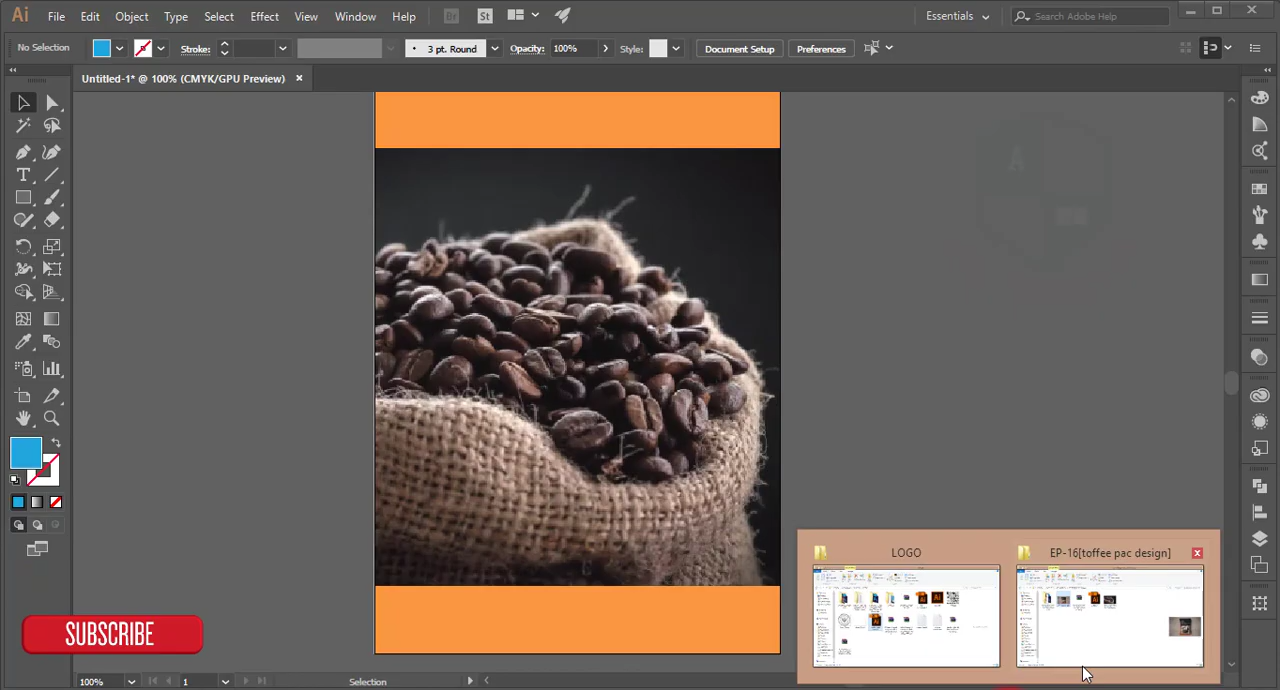 Ai File Edit Object Type Select Effect View Window Help Br St Essentials Search Adobe Help
No Selection Stroke: 3 pt. Round Opacity: 100% Style: Document Setup Preferences
Untitled-1* @ 100% (CMYK/GPU Preview)
A
LOGO EP-16[toffee pac design]
SUBSCRIBE
100% 1 Selection